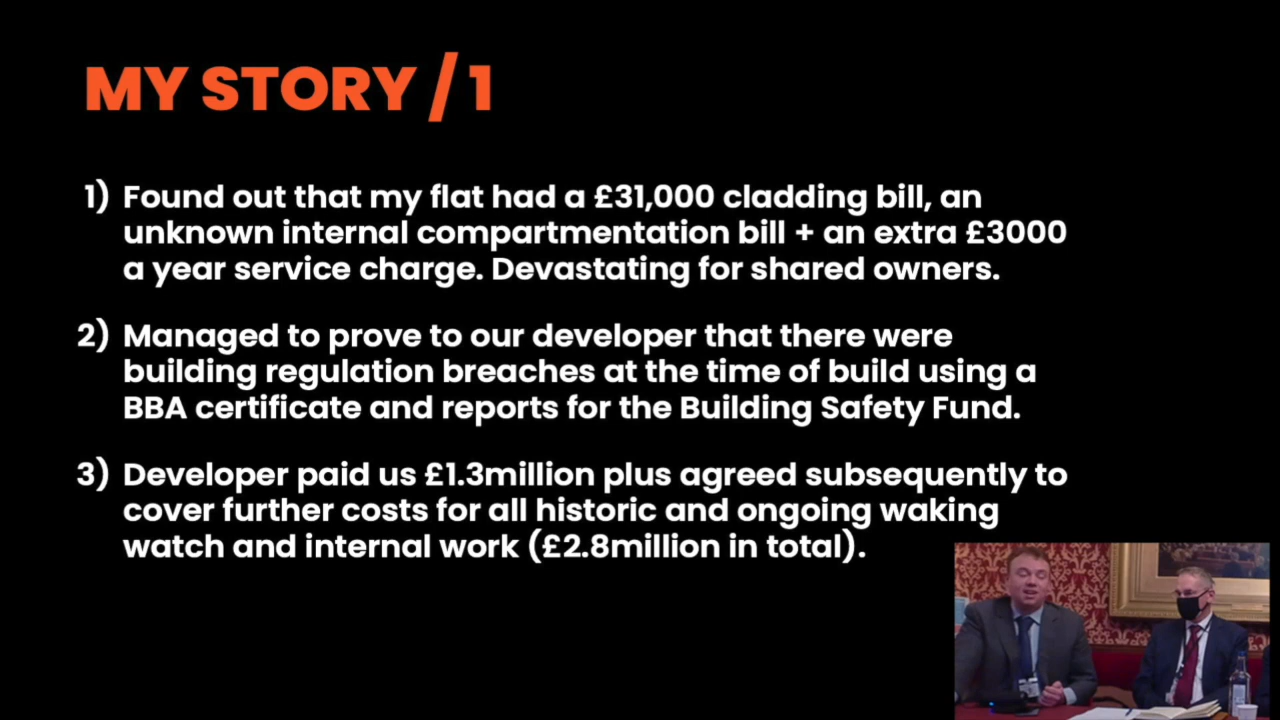 MY STORY / 1
1) Found out that my flat had a £31,000 cladding bill, an
unknown internal compartmentation bill + an extra £3000
a year service charge. Devastating for shared owners.
2) Managed to prove to our developer that there were
building regulation breaches at the time of build using a
BBA certificate and reports for the Building Safety Fund.
3) Developer paid us £1.3million plus agreed subsequently to
cover further costs for all historic and ongoing waking
watch and internal work (£2.8million in total).